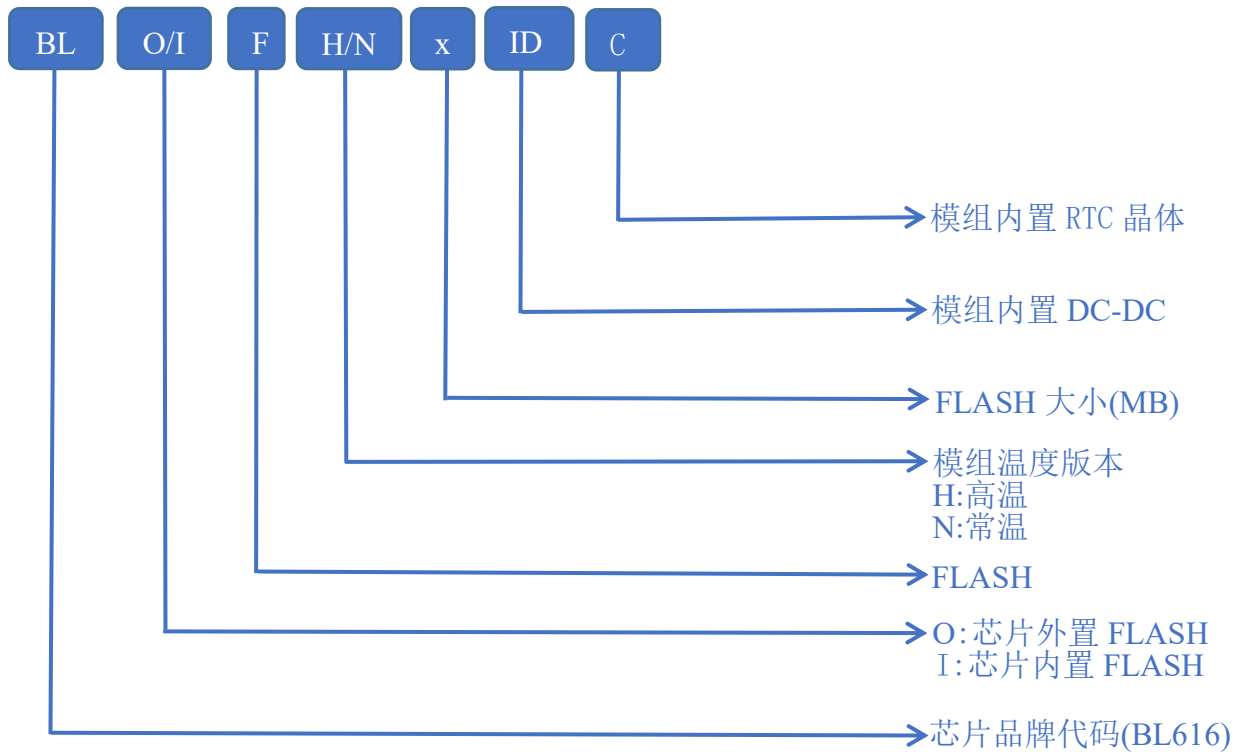 BL O/I F H/N x ID C
模组内置 RTC 晶体
模组内置 DC-DC
FLASH 大小(MB)
模组温度版本
H:高温
N:常温
FLASH
O:芯片外置 FLASH
I:芯片内置 FLASH
芯片品牌代码(BL616)